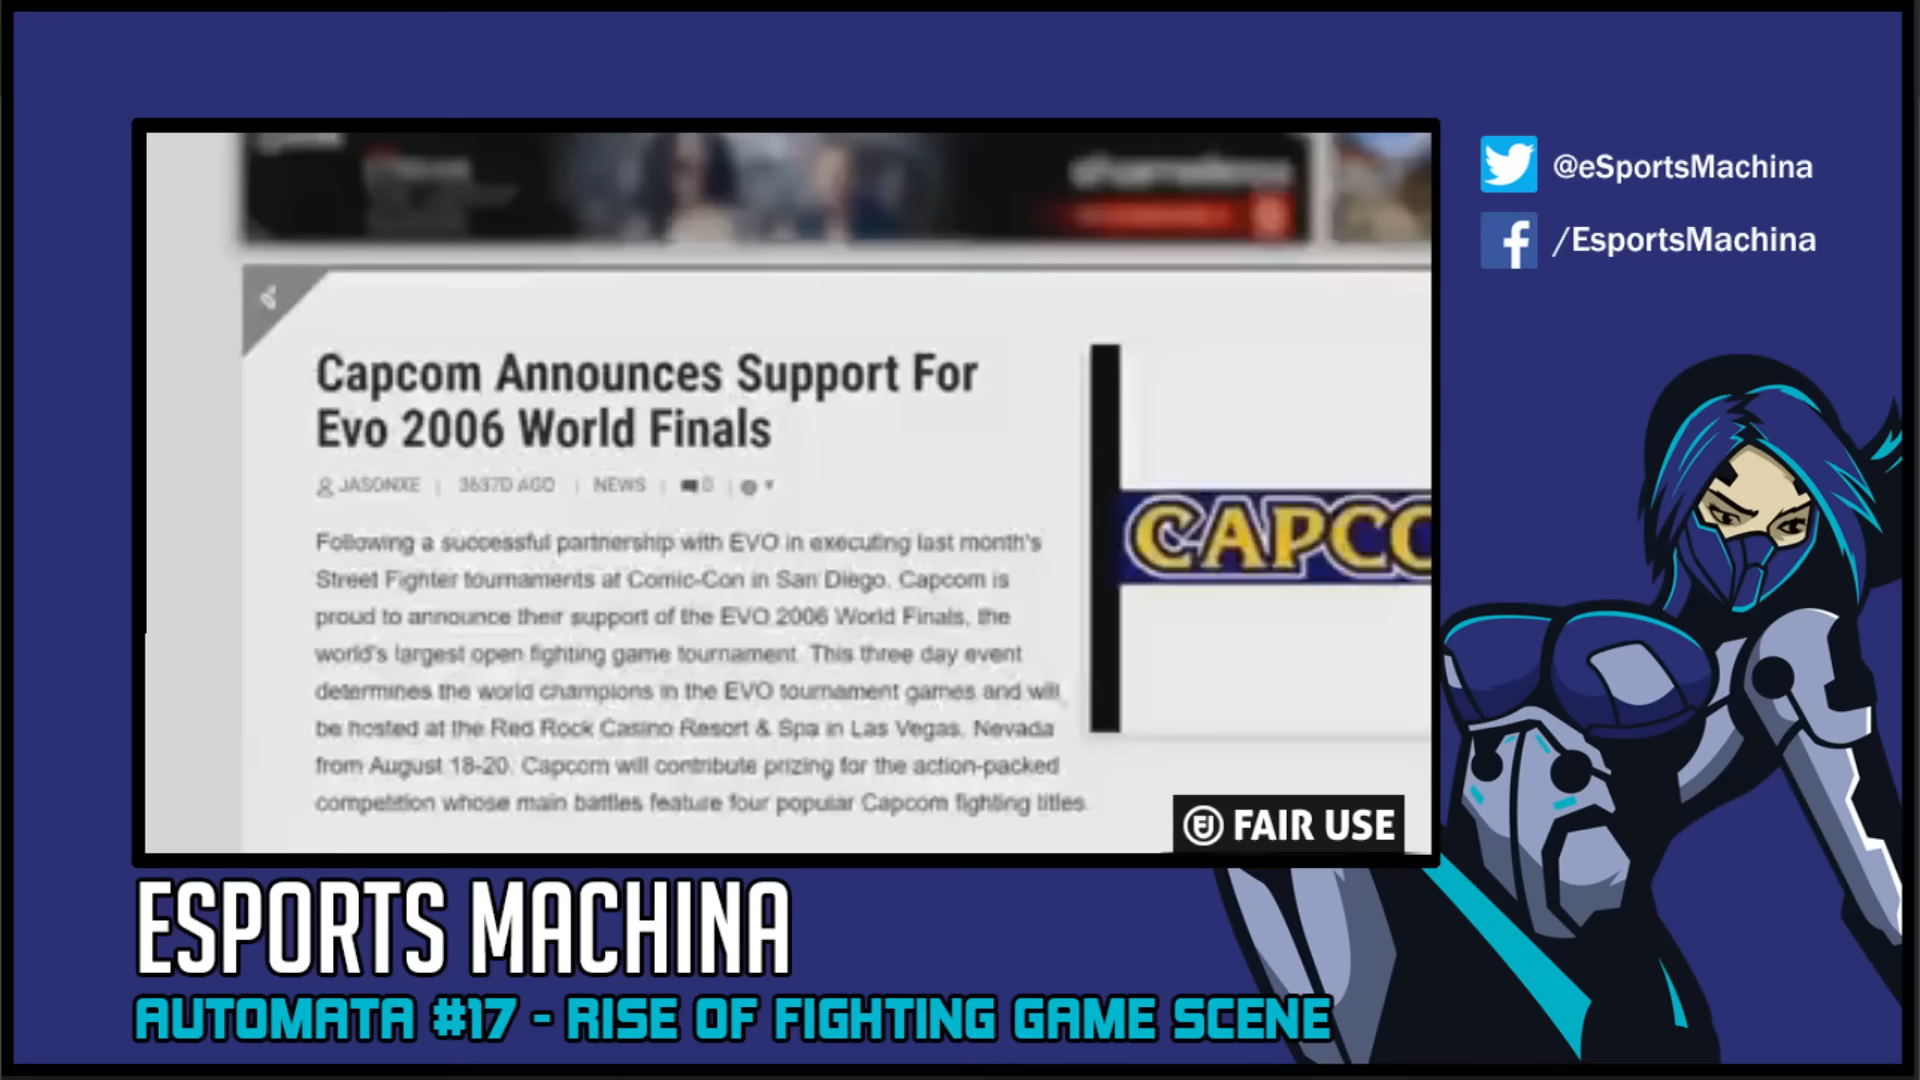 @eSportsMachina
/EsportsMachina
Capcom Announces Support For
Evo 2006 World Finals
JASONXE | 3637D AGO | NEWS | 0
Following a successful partnership with EVO in executing last month's
Street Fighter tournaments at Comic-Con in San Diego, Capcom is
proud to announce their support of the EVO 2006 World Finals, the
world's largest open fighting game tournament. This three day event
determines the world champions in the EVO tournament games and will
be hosted at the Red Rock Casino Resort & Spa in Las Vegas, Nevada
from August 18-20. Capcom will contribute prizing for the action-packed
competition whose main battles feature four popular Capcom fighting titles
CAPCO
FAIR USE
ESPORTS MACHINA
AUTOMATA #17 - RISE OF FIGHTING GAME SCENE